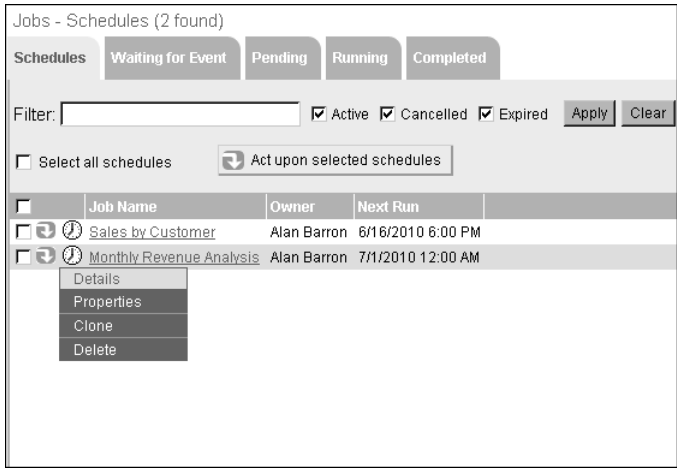 Jobs - Schedules (2 found)
Schedules Waiting for Event Pending Running Completed
Filter: Active Cancelled Expired Apply Clear
Select all schedules Act upon selected schedules
Job Name Owner Next Run
Sales by Customer Alan Barron 6/16/2010 6:00 PM
Monthly Revenue Analysis Alan Barron 7/1/2010 12:00 AM
Details
Properties
Clone
Delete